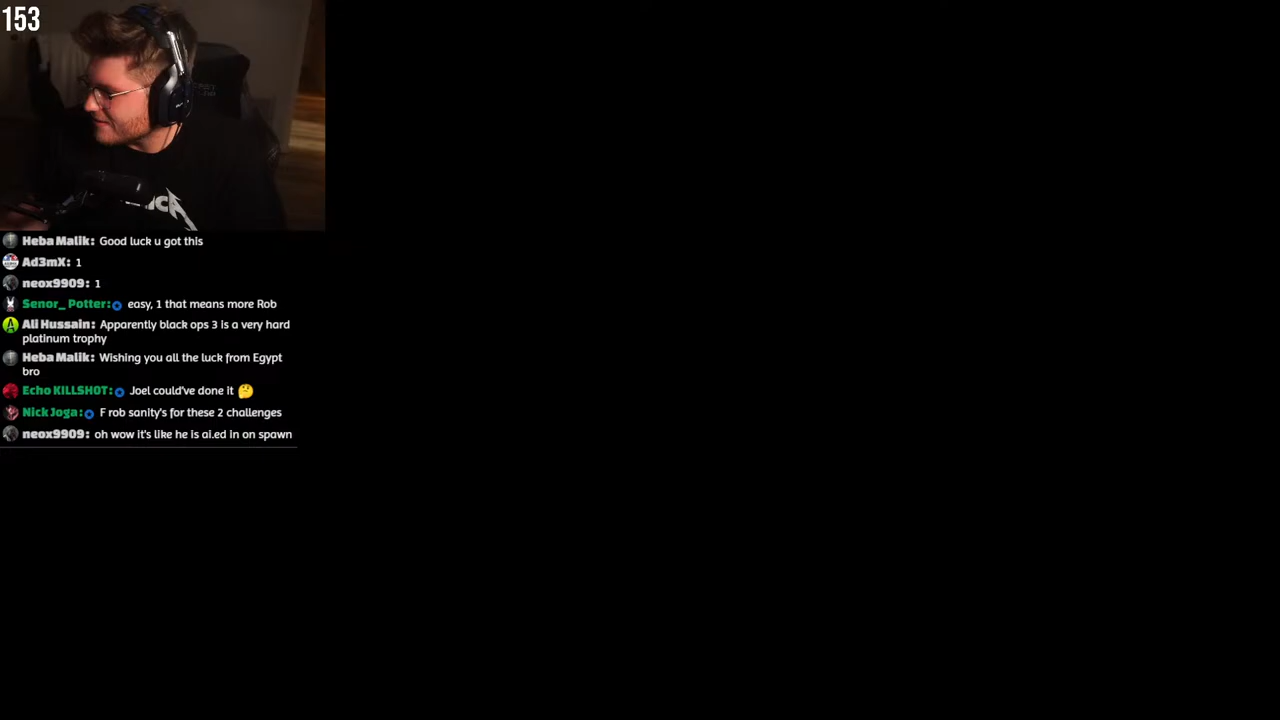 153
Heba Malik: Good luck u got this
Ad3mX: 1
neox9909: 1
Senor_ Potter: easy, 1 that means more Rob
Ali Hussain: Apparently black ops 3 is a very hard
platinum trophy
Heba Malik: Wishing you all the luck from Egypt
bro
Echo KILLSHOT: Joel could've done it 🤔
Nick Joga: F rob sanity's for these 2 challenges
neox9909: oh wow it's like he is ai.ed in on spawn